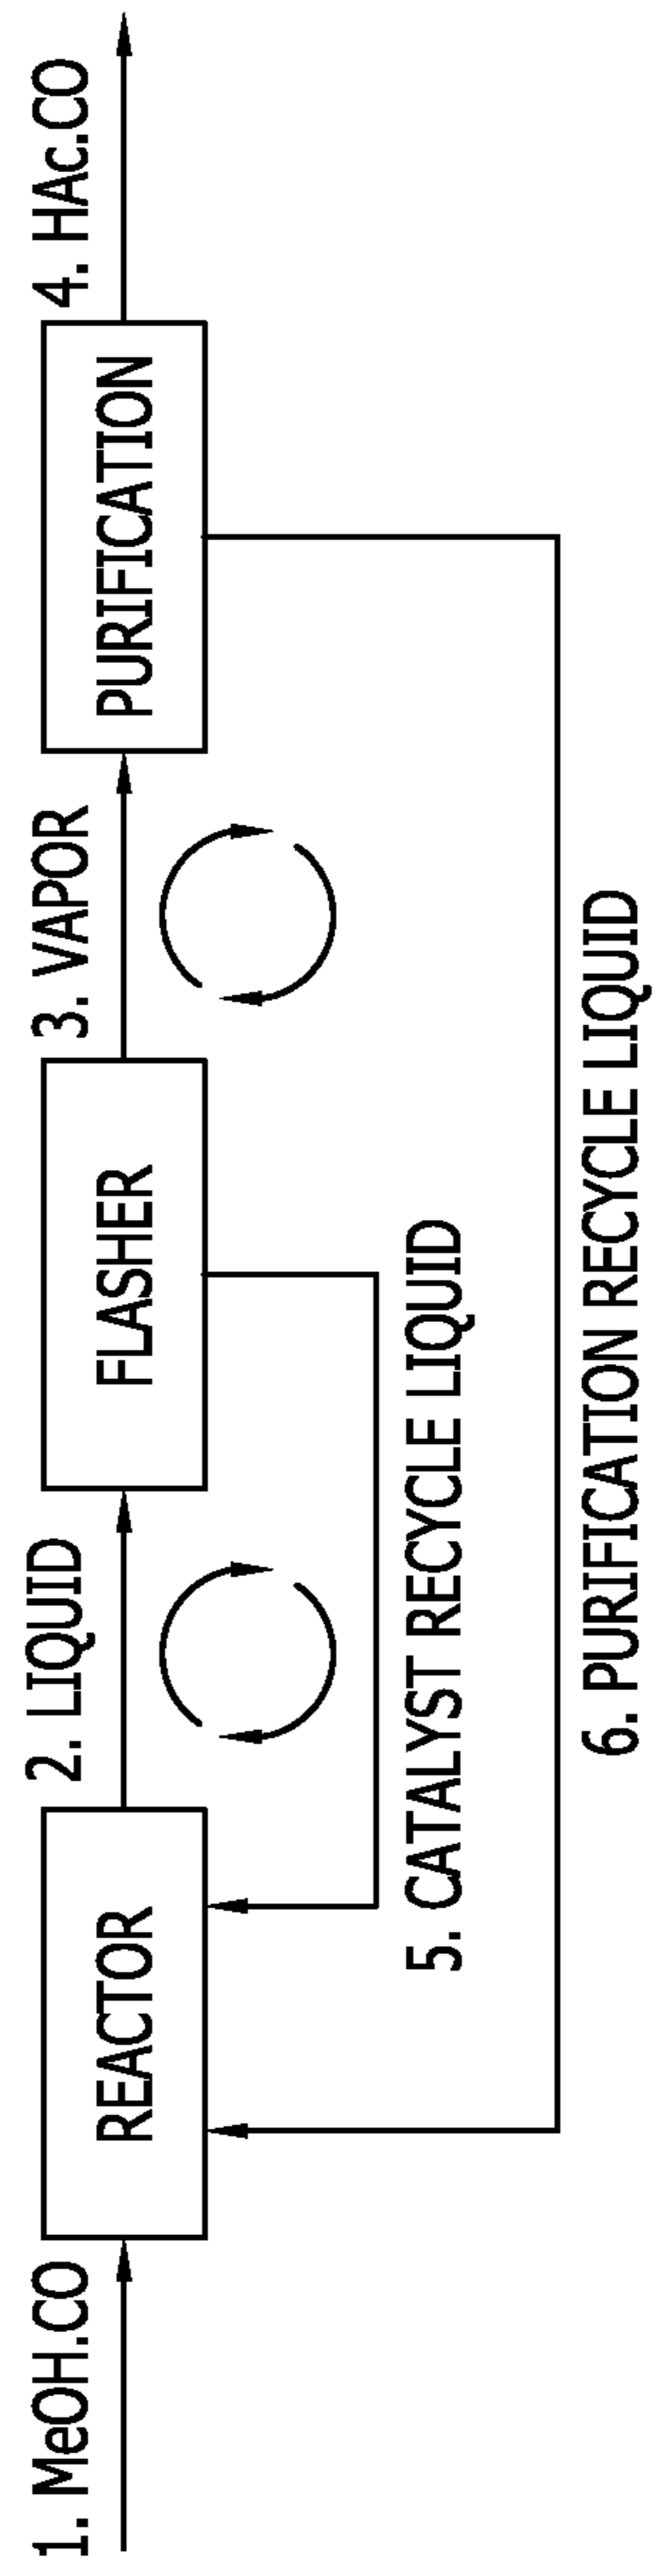 1. MeOH.CO
REACTOR
2. LIQUID
FLASHER
3. VAPOR
PURIFICATION
4. HAc.CO
5. CATALYST RECYCLE LIQUID
6. PURIFICATION RECYCLE LIQUID